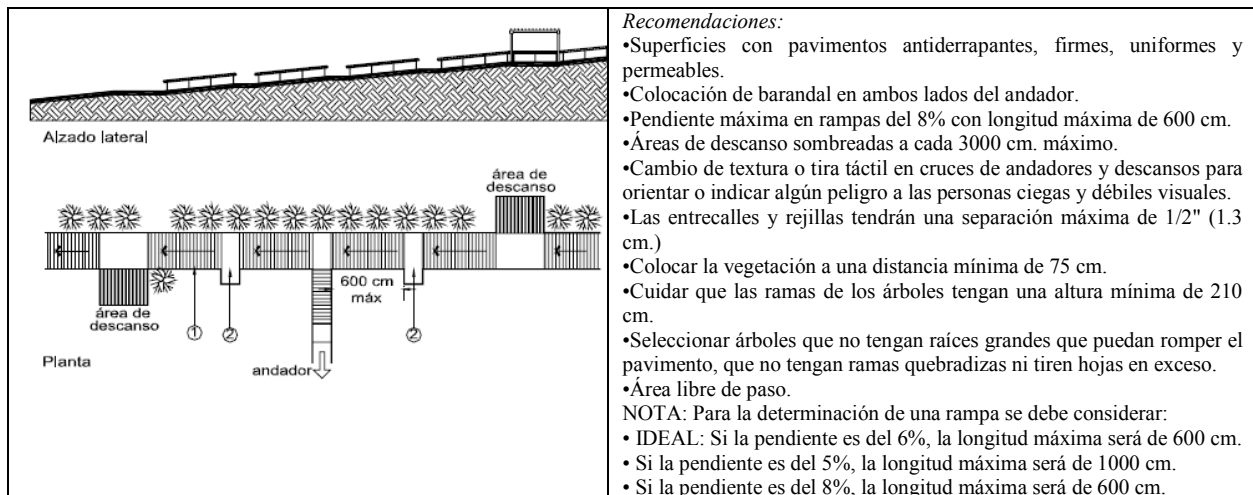 Alzado lateral
área de
descanso
600 cm
máx
área de
descanso
1
2
2
Planta
andador
Recomendaciones:
•Superficies con pavimentos antiderrapantes, firmes, uniformes y
permeables.
•Colocación de barandal en ambos lados del andador.
•Pendiente máxima en rampas del 8% con longitud máxima de 600 cm.
•Áreas de descanso sombreadas a cada 3000 cm. máximo.
•Cambio de textura o tira táctil en cruces de andadores y descansos para
orientar o indicar algún peligro a las personas ciegas y débiles visuales.
•Las entrecalles y rejillas tendrán una separación máxima de 1/2" (1.3
cm.)
•Colocar la vegetación a una distancia mínima de 75 cm.
•Cuidar que las ramas de los árboles tengan una altura mínima de 210
cm.
•Seleccionar árboles que no tengan raíces grandes que puedan romper el
pavimento, que no tengan ramas quebradizas ni tiren hojas en exceso.
•Área libre de paso.
NOTA: Para la determinación de una rampa se debe considerar:
• IDEAL: Si la pendiente es del 6%, la longitud máxima será de 600 cm.
• Si la pendiente es del 5%, la longitud máxima será de 1000 cm.
• Si la pendiente es del 8%, la longitud máxima será de 600 cm.